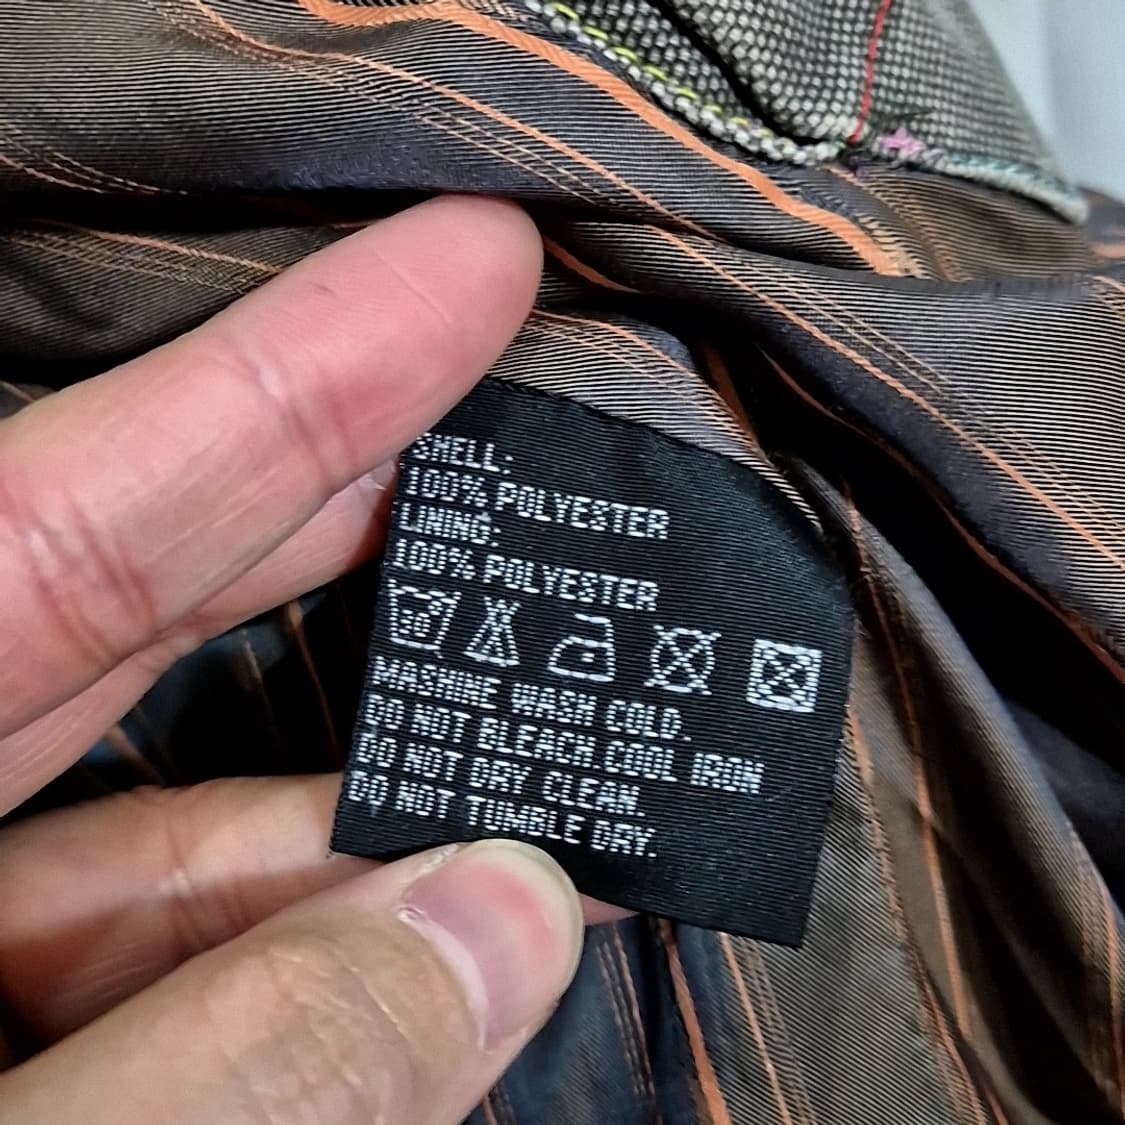 SHELL:
100% POLYESTER
LINING:
100% POLYESTER
30
MASHINE WASH COLD.
DO NOT BLEACH COOL IRON
DO NOT DRY CLEAN.
DO NOT TUMBLE DRY.